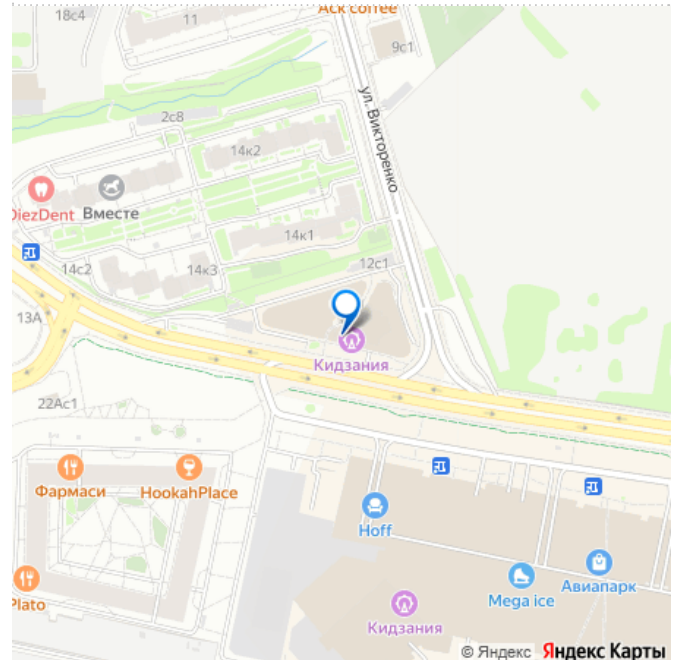 Ack coffee
18с4
11
9с1
2с8
ул. Викторенко
14к2
DiezDent
Вместе
14к1
14с2
14к3
12с1
13А
Кидзания
22Ас1
Фармаси
HookahPlace
Hoff
Plato
Mega ice
Авиапарк
Кидзания
© Яндекс Яндекс Карты